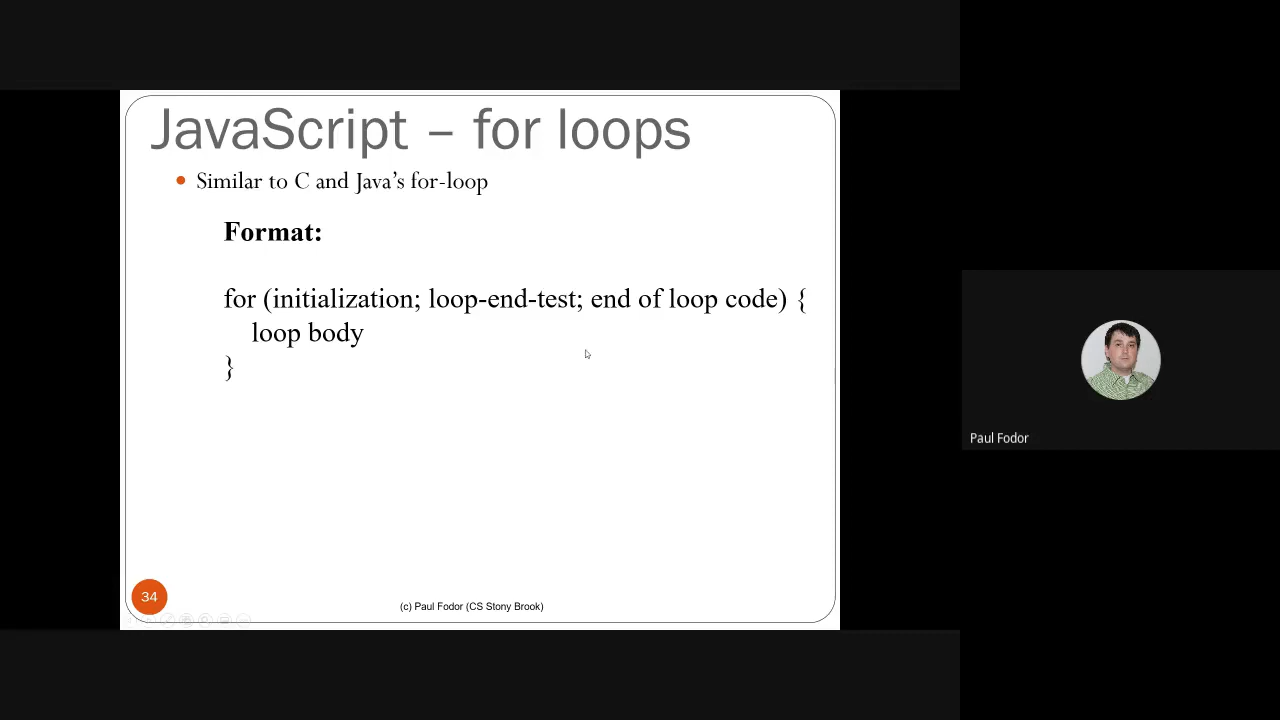 JavaScript – for loops
• Similar to C and Java’s for-loop
Format:
for (initialization; loop-end-test; end of loop code) {
loop body
}
34
(c) Paul Fodor (CS Stony Brook)
Paul Fodor